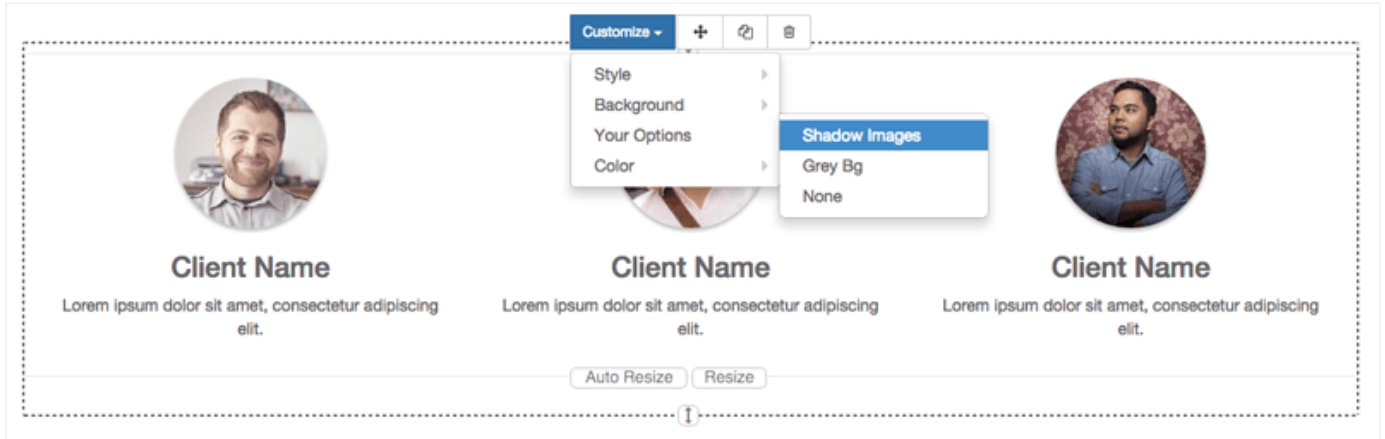 Customize
Style
Background
Your Options
Color
Shadow Images
Grey Bg
None
Client Name
Lorem ipsum dolor sit amet, consectetur adipiscing
elit.
Client Name
Lorem ipsum dolor sit amet, consectetur adipiscing
elit.
Client Name
Lorem ipsum dolor sit amet, consectetur adipiscing
elit.
Auto Resize Resize